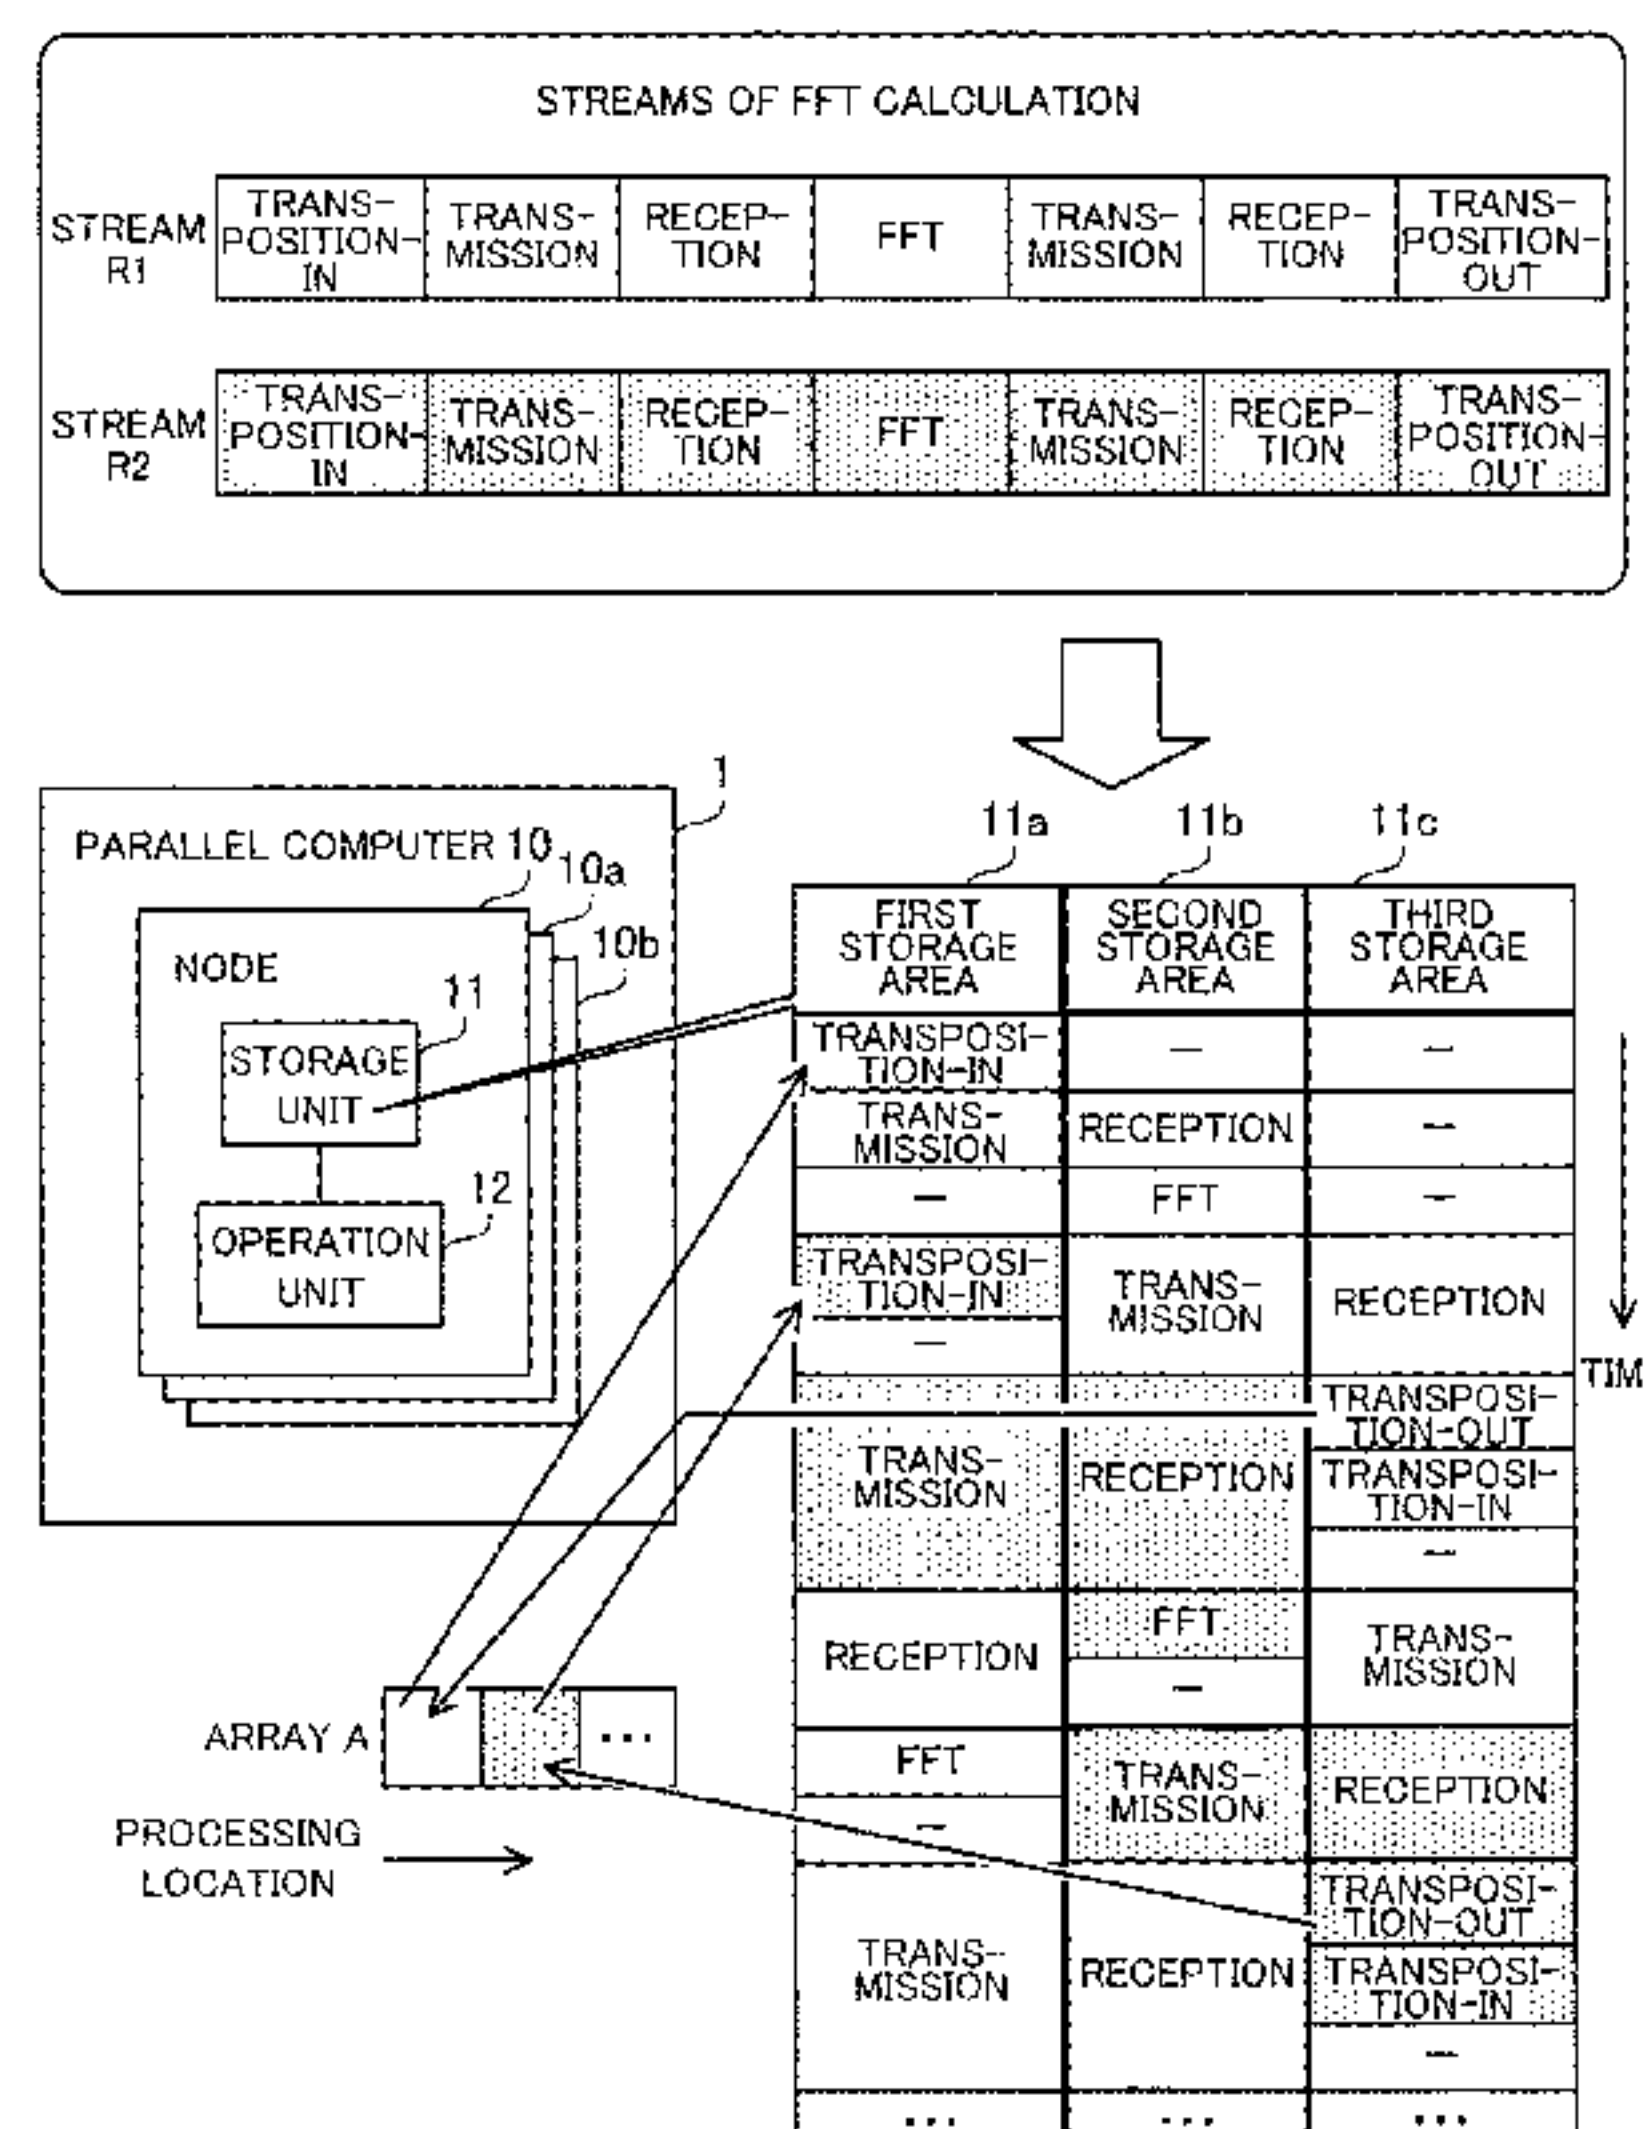 STREAMS OF FFT CALCULATION
STREAM R1
TRANS-
POSITION-
IN
TRANS-
MISSION
RECEP-
TION
FFT
TRANS-
MISSION
RECEP-
TION
TRANS-
POSITION-
OUT
STREAM R2
TRANS-
POSITION-
IN
TRANS-
MISSION
RECEP-
TION
FFT
TRANS-
MISSION
RECEP-
TION
TRANS-
POSITION-
OUT
1
PARALLEL COMPUTER 10
10a
10b
NODE
11
STORAGE
UNIT
12
OPERATION
UNIT
11a
11b
11c
FIRST
STORAGE
AREA
SECOND
STORAGE
AREA
THIRD
STORAGE
AREA
TRANSPOSI-
TION-IN
—
—
TRANS-
MISSION
RECEPTION
—
—
FFT
—
TRANSPOSI-
TION-IN
—
TRANS-
MISSION
RECEPTION
TIM
TRANS-
MISSION
RECEPTION
TRANSPOSI-
TION-OUT
TRANSPOSI-
TION-IN
—
RECEPTION
FFT
—
TRANS-
MISSION
FFT
—
TRANS-
MISSION
RECEPTION
TRANS-
MISSION
RECEPTION
TRANSPOSI-
TION-OUT
TRANSPOSI-
TION-IN
—
...
...
...
ARRAY A
...
PROCESSING
LOCATION